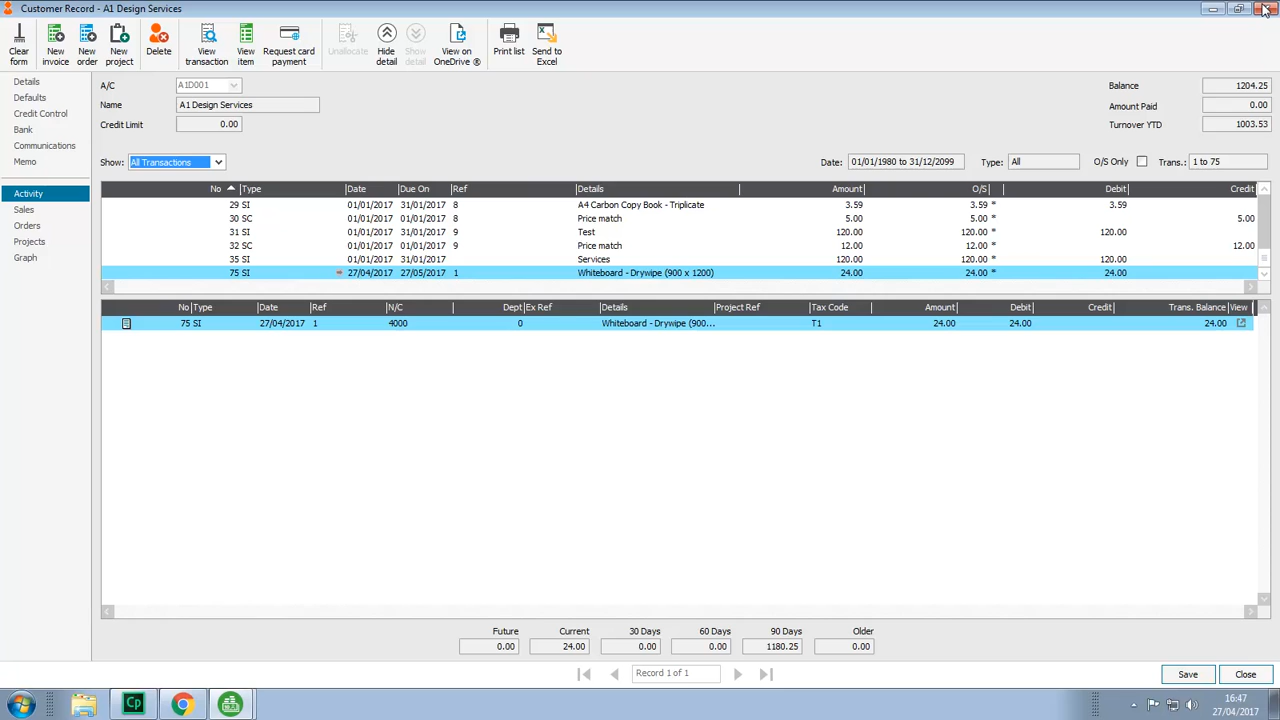 Customer Record - A1 Design Services
Clear form
New invoice
New order
New project
Delete
View transaction
View item
Request card payment
Unallocate
Hide detail
Show detail
View on OneDrive ®
Print list
Send to Excel
Details
Defaults
Credit Control
Bank
Communications
Memo
Activity
Sales
Orders
Projects
Graph
A/C A1D001
Name A1 Design Services
Credit Limit 0.00
Balance 1204.25
Amount Paid 0.00
Turnover YTD 1003.53
Show: All Transactions Date: 01/01/1980 to 31/12/2099 Type: All O/S Only Trans.: 1 to 75
No Type Date Due On Ref Details Amount O/S Debit Credit
29 SI 01/01/2017 31/01/2017 8 A4 Carbon Copy Book - Triplicate 3.59 3.59 * 3.59
30 SC 01/01/2017 01/01/2017 8 Price match 5.00 5.00 * 5.00
31 SI 01/01/2017 31/01/2017 9 Test 120.00 120.00 * 120.00
32 SC 01/01/2017 01/01/2017 9 Price match 12.00 12.00 * 12.00
35 SI 01/01/2017 31/01/2017 Services 120.00 120.00 * 120.00
75 SI 27/04/2017 27/05/2017 1 Whiteboard - Drywipe (900 x 1200) 24.00 24.00 * 24.00
No Type Date Ref N/C Dept Ex Ref Details Project Ref Tax Code Amount Debit Credit Trans. Balance View
75 SI 27/04/2017 1 4000 0 Whiteboard - Drywipe (900... T1 24.00 24.00 24.00
Future Current 30 Days 60 Days 90 Days Older
0.00 24.00 0.00 0.00 1180.25 0.00
Record 1 of 1
Save Close
Cp
16:47
27/04/2017